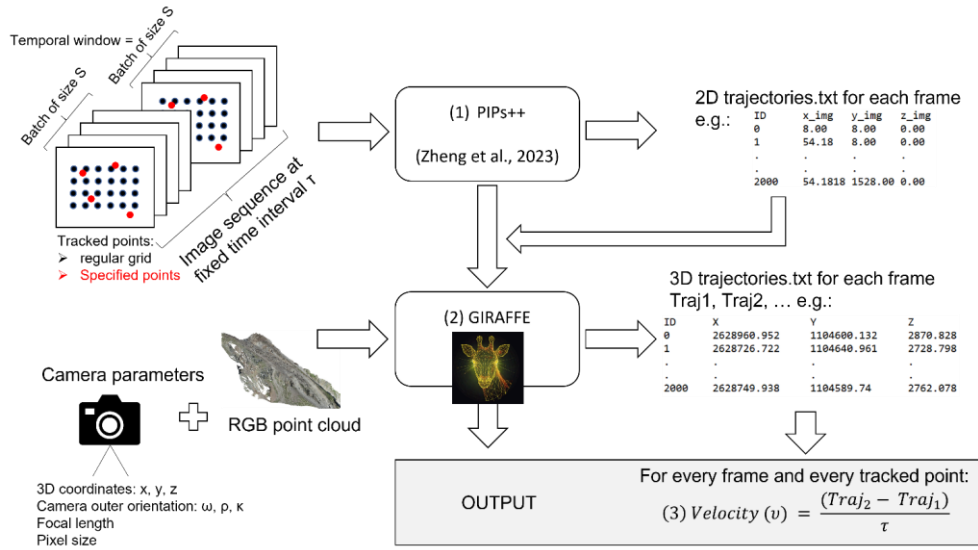 Temporal window =
Batch of size S
Batch of size S
Image sequence at
fixed time interval τ
Tracked points:
➢ regular grid
➢ Specified points
(1) PIPs++
(Zheng et al., 2023)
2D trajectories.txt for each frame
e.g.:
ID x_img y_img z_img
0 8.00 8.00 0.00
1 54.18 8.00 0.00
. . . .
. . . .
2000 54.1818 1528.00 0.00
(2) GIRAFFE
3D trajectories.txt for each frame
Traj1, Traj2, … e.g.:
ID X Y Z
0 2628960.952 1104600.132 2870.828
1 2628726.722 1104640.961 2728.798
. . . .
. . . .
2000 2628749.938 1104589.74 2762.078
Camera parameters
RGB point cloud
3D coordinates: x, y, z
Camera outer orientation: ω, ρ, κ
Focal length
Pixel size
OUTPUT
For every frame and every tracked point:
(3) Velocity (υ) = (Traj₂ − Traj₁) / τ